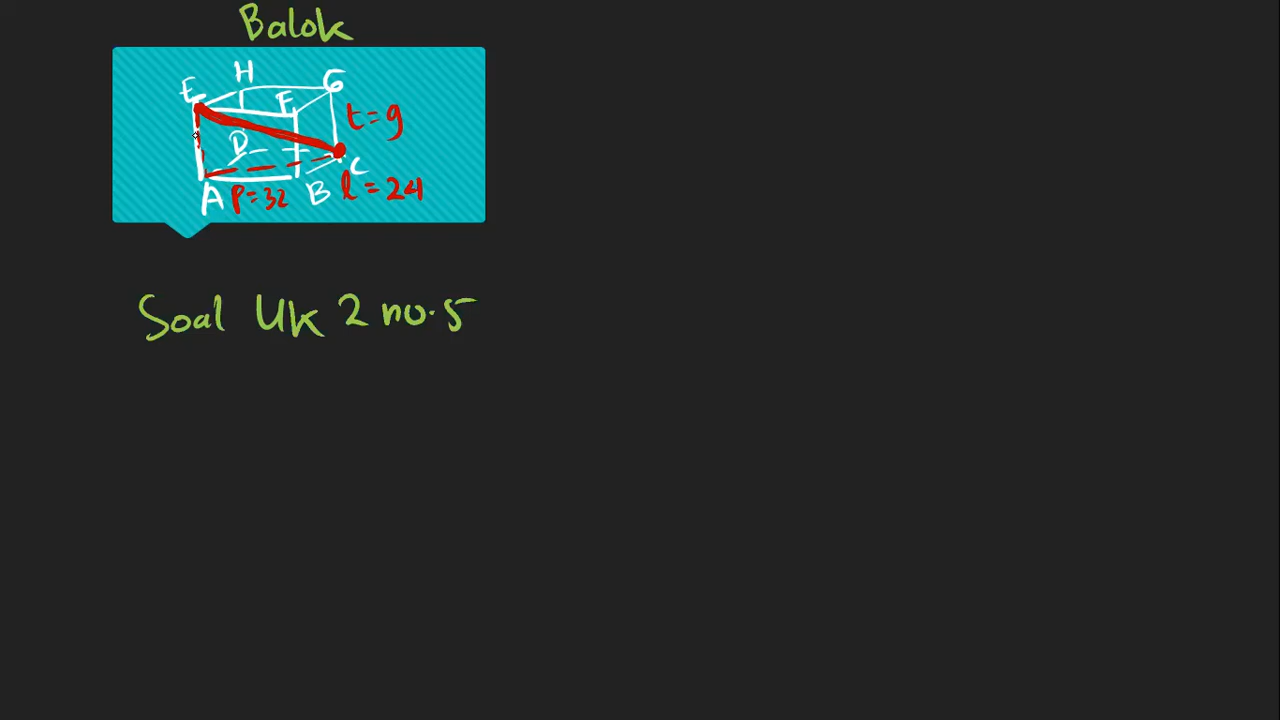 Balok
H
G
E
F
t = 9
D
C
A
P = 32
B
l = 24
Soal Uk 2 no. 5